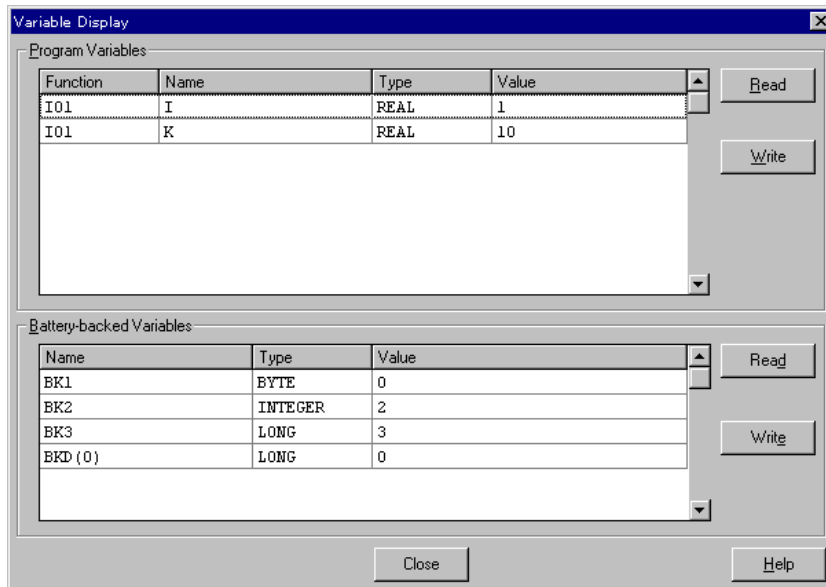 Variable Display
Program Variables
Function Name Type Value
I01 I REAL 1
I01 K REAL 10
Read
Write
Battery-backed Variables
Name Type Value
BK1 BYTE 0
BK2 INTEGER 2
BK3 LONG 3
BKD(0) LONG 0
Read
Write
Close Help